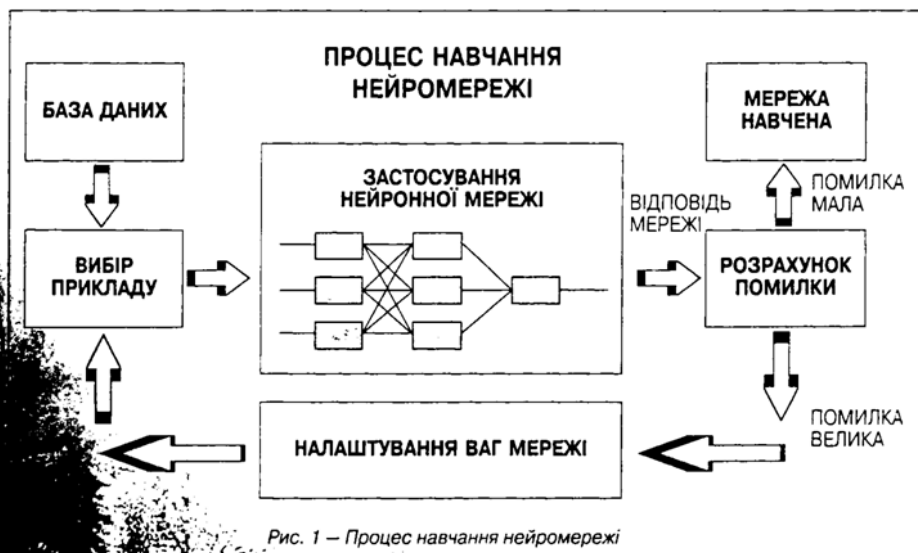 ПРОЦЕС НАВЧАННЯ
НЕЙРОМЕРЕЖІ
БАЗА ДАНИХ
МЕРЕЖА
НАВЧЕНА
ЗАСТОСУВАННЯ
НЕЙРОННОЇ МЕРЕЖІ
ПОМИЛКА
МАЛА
ВІДПОВІДЬ
МЕРЕЖІ
ВИБІР
ПРИКЛАДУ
РОЗРАХУНОК
ПОМИЛКИ
ПОМИЛКА
ВЕЛИКА
НАЛАШТУВАННЯ ВАГ МЕРЕЖІ
Рис. 1 – Процес навчання нейромережі